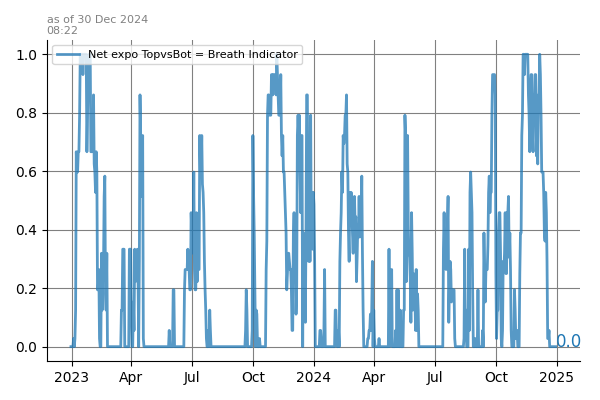 as of 30 Dec 2024
08:22
Net expo TopvsBot = Breath Indicator
1.0
0.8
0.6
0.4
0.2
0.0
0.0
2023 Apr Jul Oct 2024 Apr Jul Oct 2025